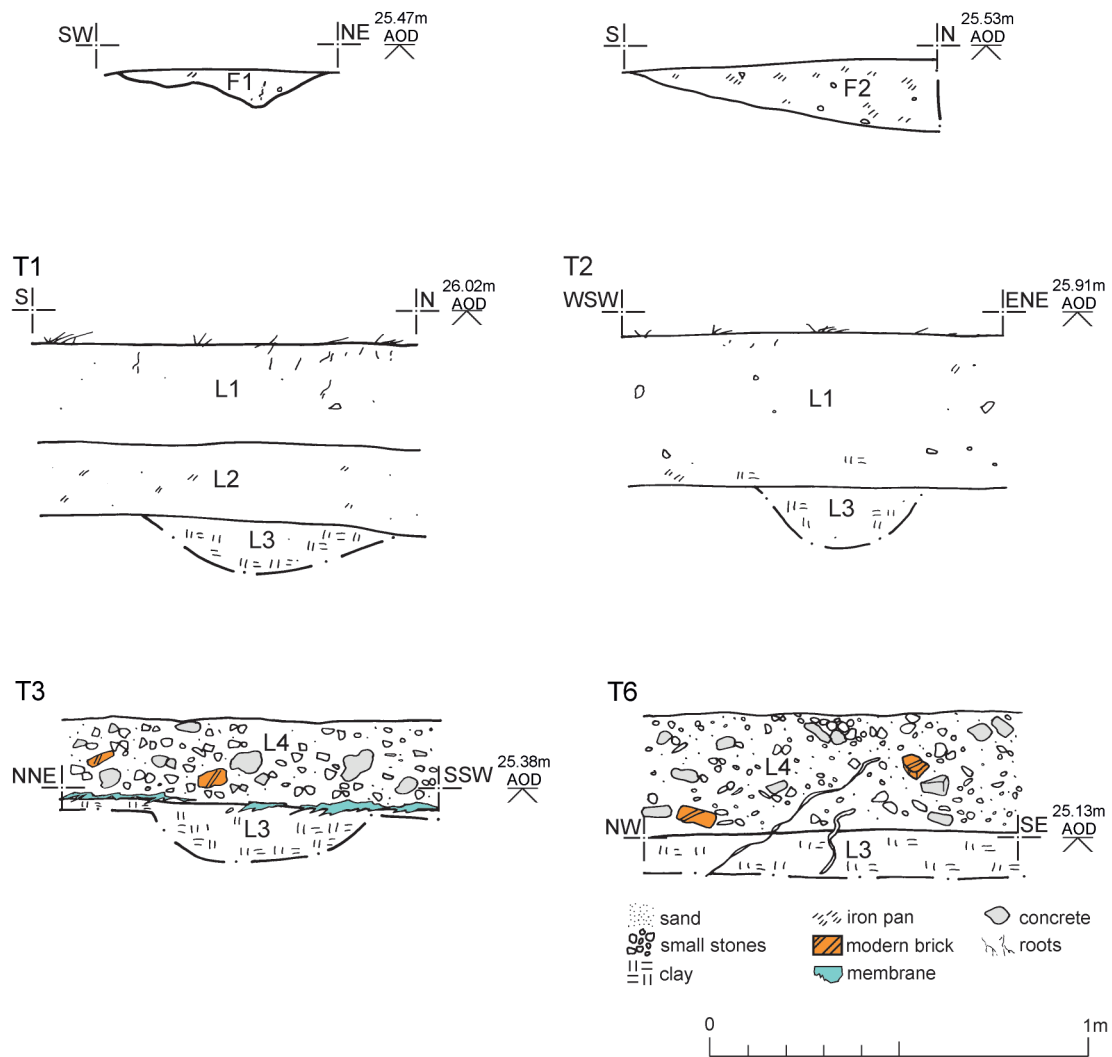 SW
NE
25.47m
AOD
F1
S
N
25.53m
AOD
F2
T1
S
N
26.02m
AOD
L1
L2
L3
T2
WSW
ENE
25.91m
AOD
L1
L3
T3
NNE
SSW
25.38m
AOD
L4
L3
T6
NW
SE
25.13m
AOD
L4
L3
sand
small stones
clay
iron pan
modern brick
membrane
concrete
roots
0
1m